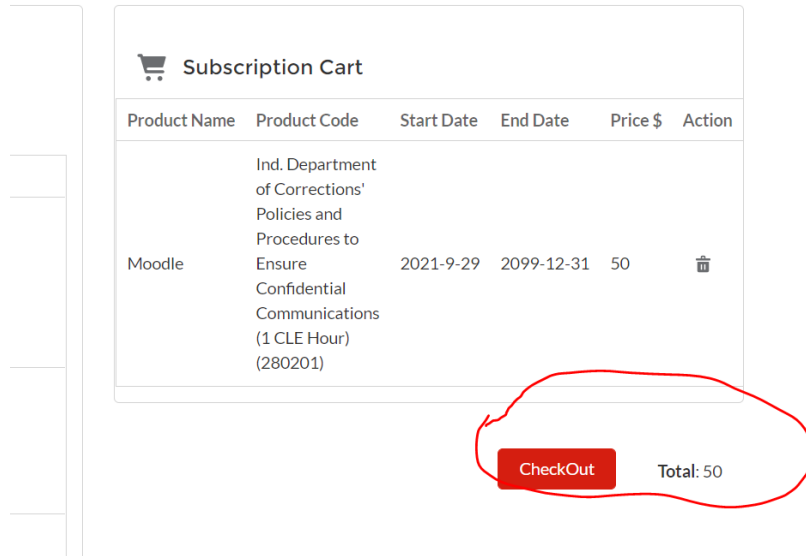 Subscription Cart
Product Name Product Code Start Date End Date Price $ Action
Ind. Department
of Corrections'
Policies and
Procedures to
Moodle Ensure 2021-9-29 2099-12-31 50
Confidential
Communications
(1 CLE Hour)
(280201)
CheckOut Total: 50